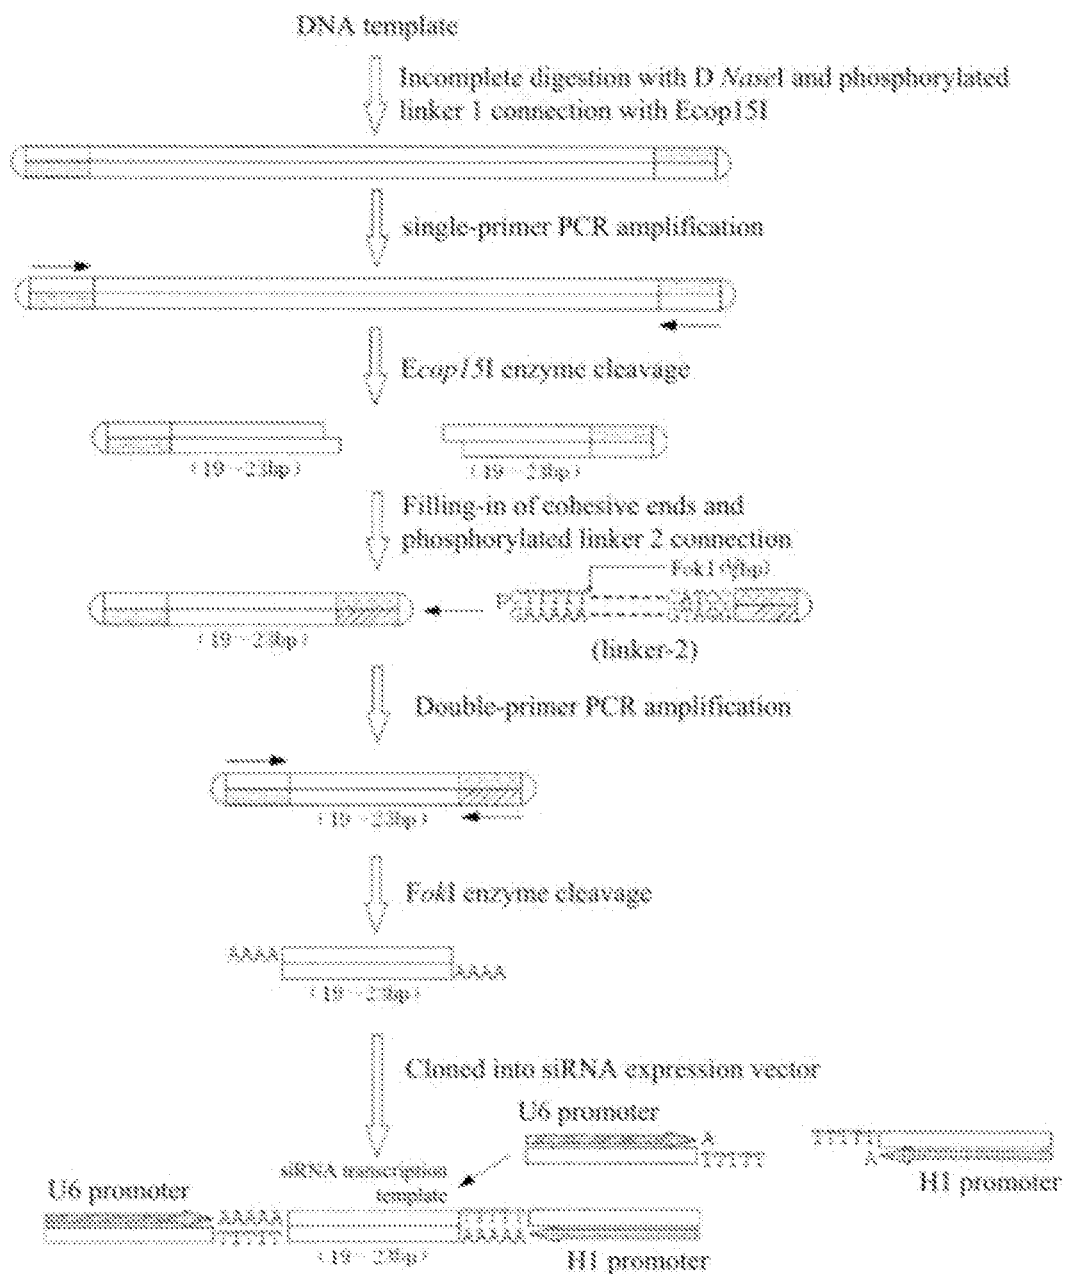 DNA template
Incomplete digestion with D NaseI and phosphorylated
linker 1 connection with Ecop15I
single-primer PCR amplification
Ecop15I enzyme cleavage
(19~23bp)
(19~23bp)
Filling-in of cohesive ends and
phosphorylated linker 2 connection
(19~23bp)
(linker-2)
Double-primer PCR amplification
(19~23bp)
FokI enzyme cleavage
AAAA
AAAA
(19~23bp)
Cloned into siRNA expression vector
U6 promoter
A
TTTTT
TTTTT
A
H1 promoter
siRNA transcription
template
U6 promoter
AAAAA
TTTTT
TTTTT
AAAAA
(19~23bp)
H1 promoter